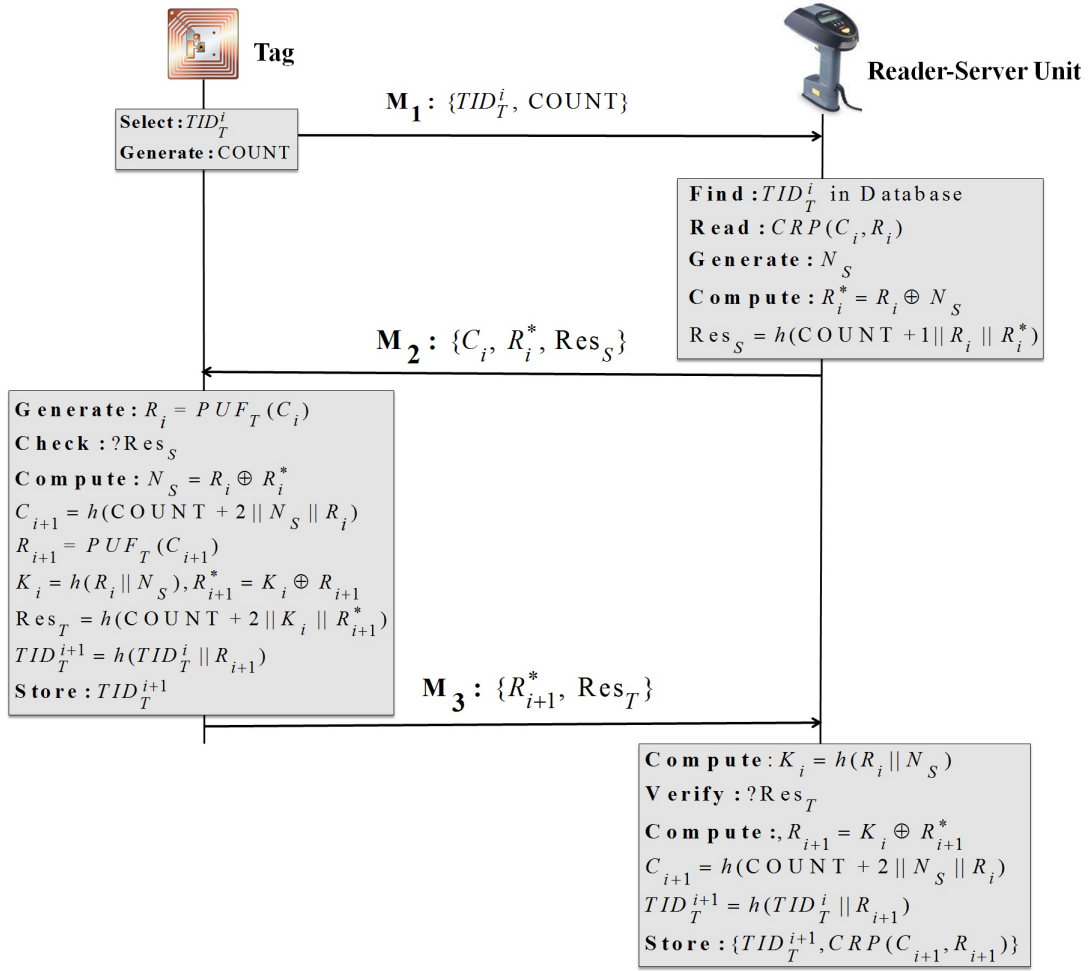 Tag
Reader-Server Unit
M₁: {TID_T^i, COUNT}
Select:TID_T^i
Generate:COUNT
Find:TID_T^i in Database
Read:CRP(C_i,R_i)
Generate:N_S
Compute:R_i^* = R_i ⊕ N_S
Res_S = h(COUNT +1||R_i || R_i^*)
M₂: {C_i, R_i^*, Res_S}
Generate:R_i = PUF_T(C_i)
Check:?Res_S
Compute:N_S = R_i ⊕ R_i^*
C_{i+1} = h(COUNT + 2 || N_S || R_i)
R_{i+1} = PUF_T(C_{i+1})
K_i = h(R_i || N_S), R_{i+1}^* = K_i ⊕ R_{i+1}
Res_T = h(COUNT + 2 || K_i || R_{i+1}^*)
TID_T^{i+1} = h(TID_T^i || R_{i+1})
Store:TID_T^{i+1}
M₃: {R_{i+1}^*, Res_T}
Compute:K_i = h(R_i || N_S)
Verify:?Res_T
Compute:,R_{i+1} = K_i ⊕ R_{i+1}^*
C_{i+1} = h(COUNT + 2 || N_S || R_i)
TID_T^{i+1} = h(TID_T^i || R_{i+1})
Store:{TID_T^{i+1},CRP(C_{i+1},R_{i+1})}